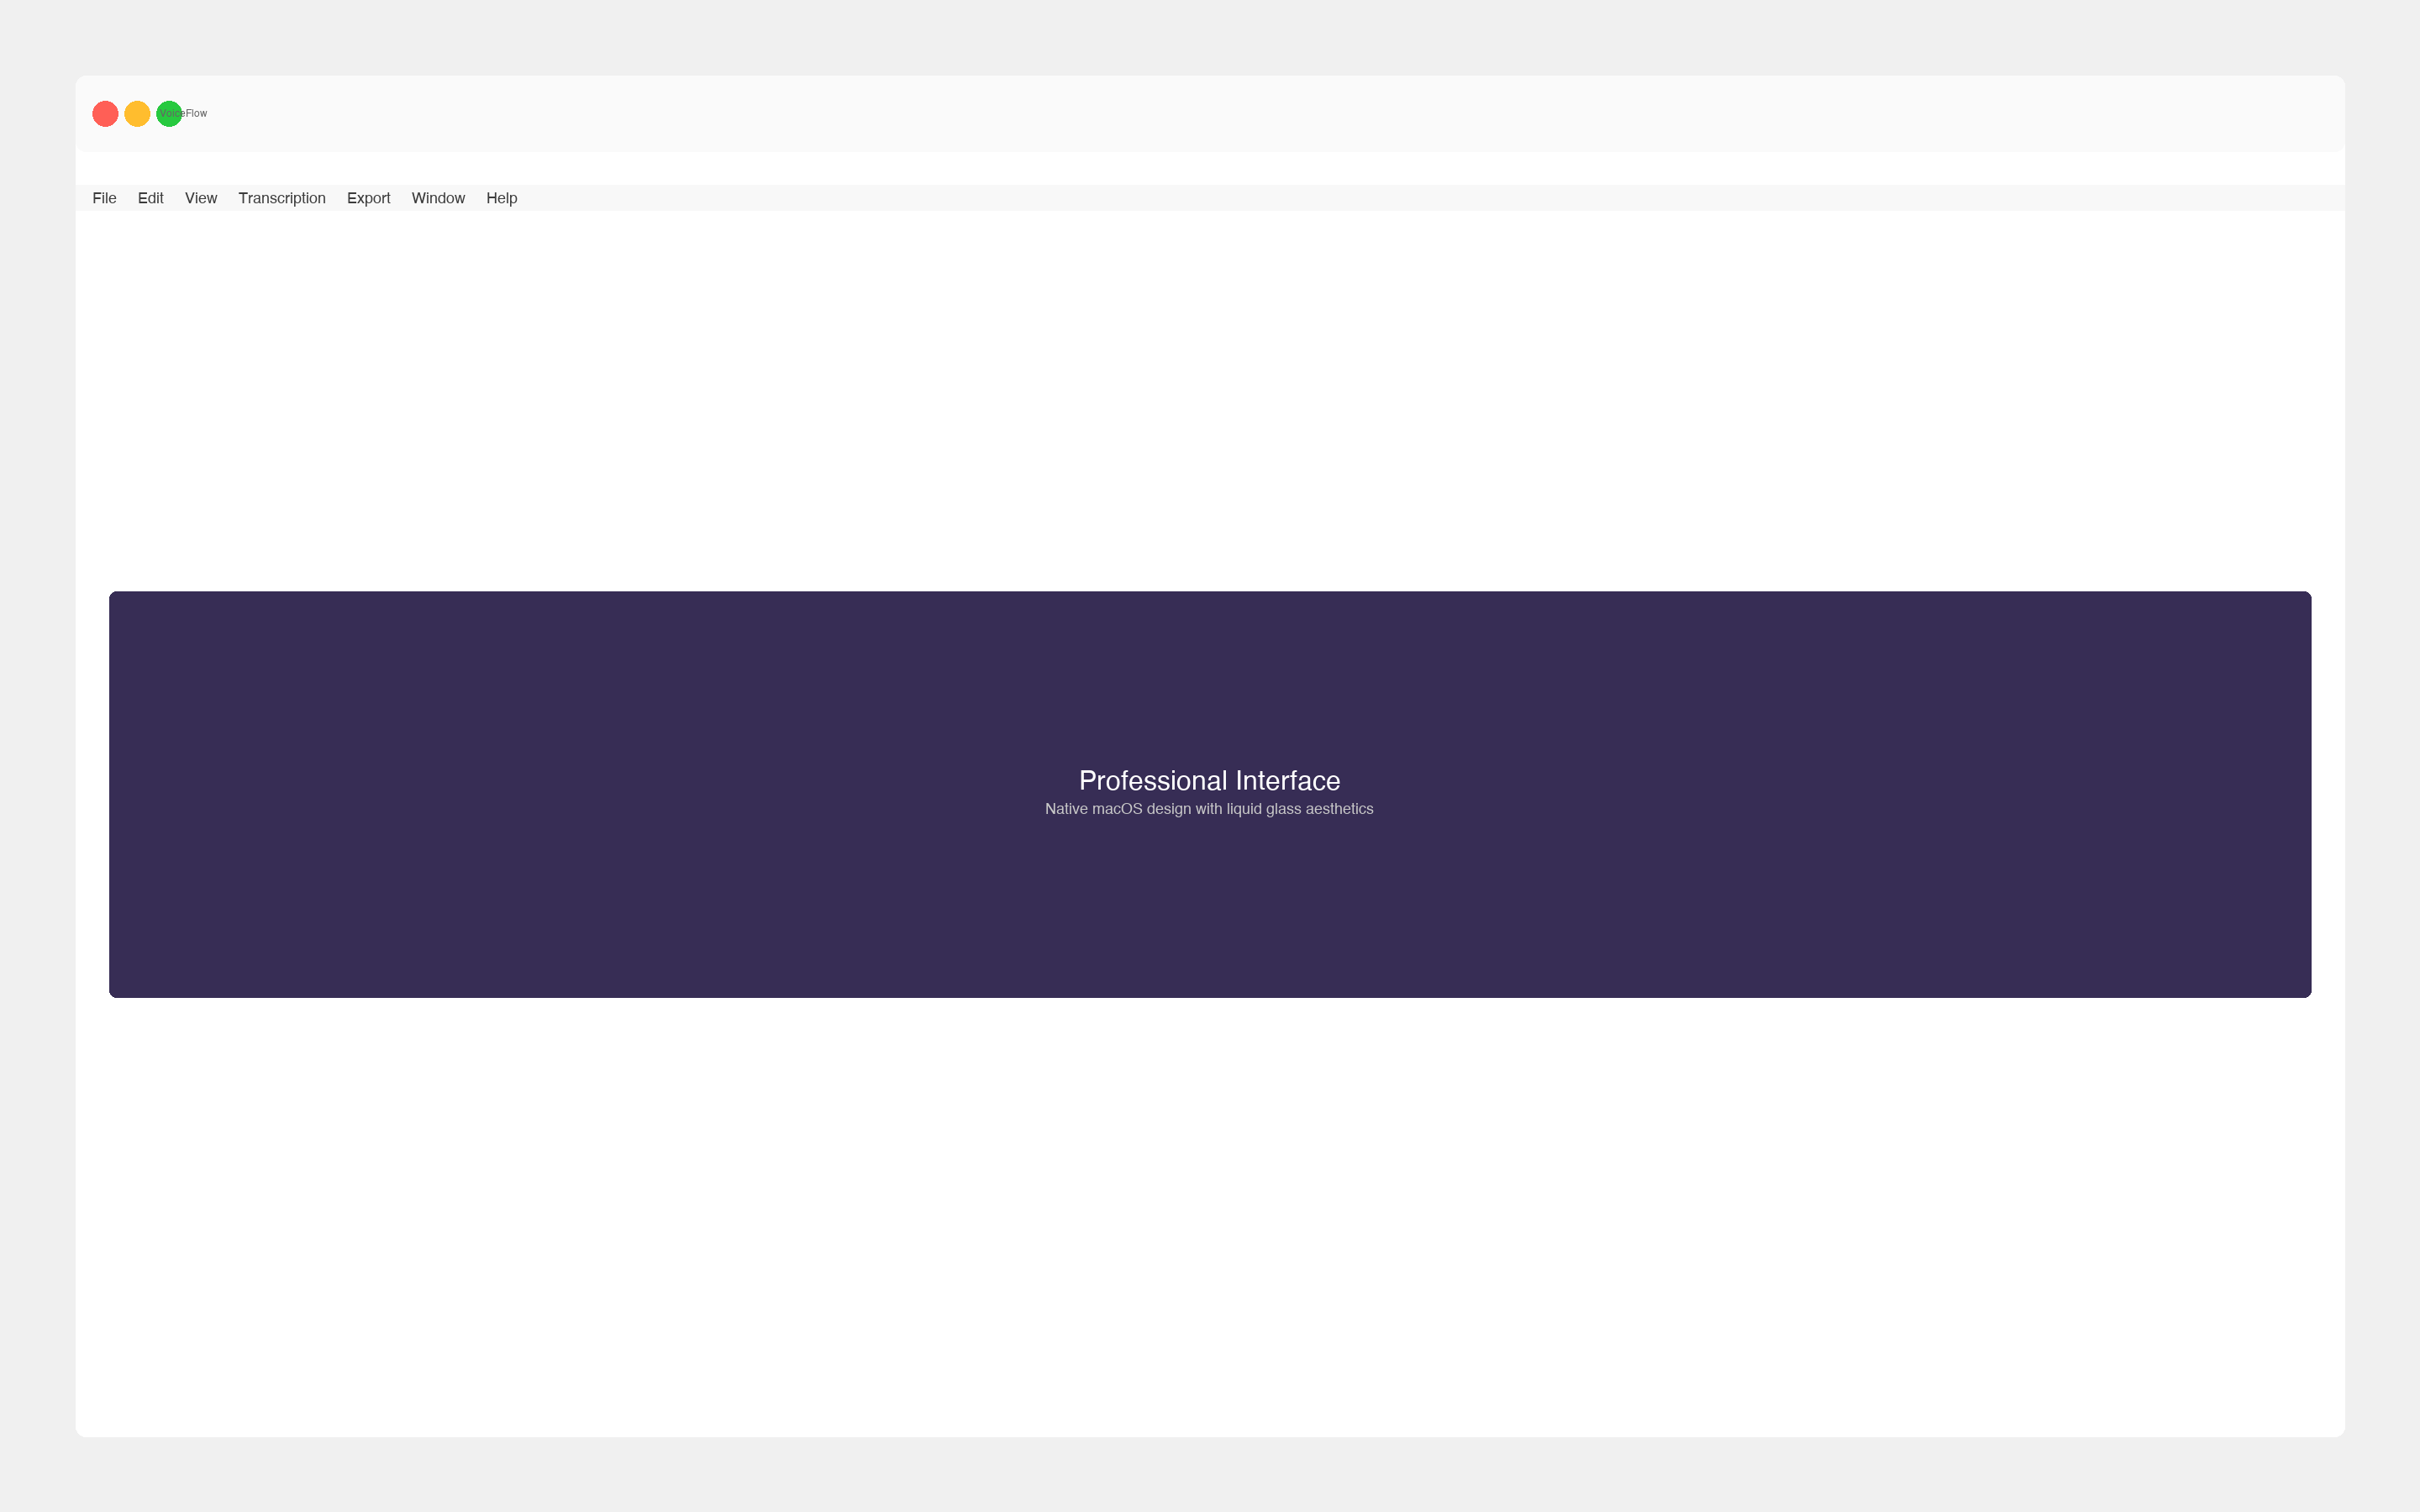 VoiceFlow
File Edit View Transcription Export Window Help
Professional Interface
Native macOS design with liquid glass aesthetics